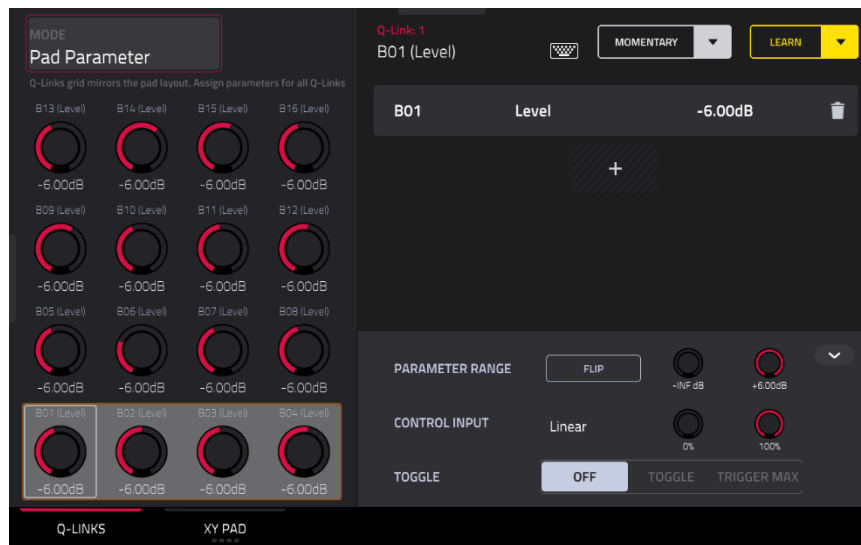 MODE
Pad Parameter
Q-Links grid mirrors the pad layout. Assign parameters for all Q-Links
B13 (Level) B14 (Level) B15 (Level) B16 (Level)
-6.00dB -6.00dB -6.00dB -6.00dB
B09 (Level) B10 (Level) B11 (Level) B12 (Level)
-6.00dB -6.00dB -6.00dB -6.00dB
B05 (Level) B06 (Level) B07 (Level) B08 (Level)
-6.00dB -6.00dB -6.00dB -6.00dB
B01 (Level) B02 (Level) B03 (Level) B04 (Level)
-6.00dB -6.00dB -6.00dB -6.00dB
Q-LINKS XY PAD
Q-Link: 1
B01 (Level)
MOMENTARY
LEARN
B01 Level -6.00dB
+
PARAMETER RANGE FLIP -INF dB +6.00dB
CONTROL INPUT Linear 0% 100%
TOGGLE OFF TOGGLE TRIGGER MAX